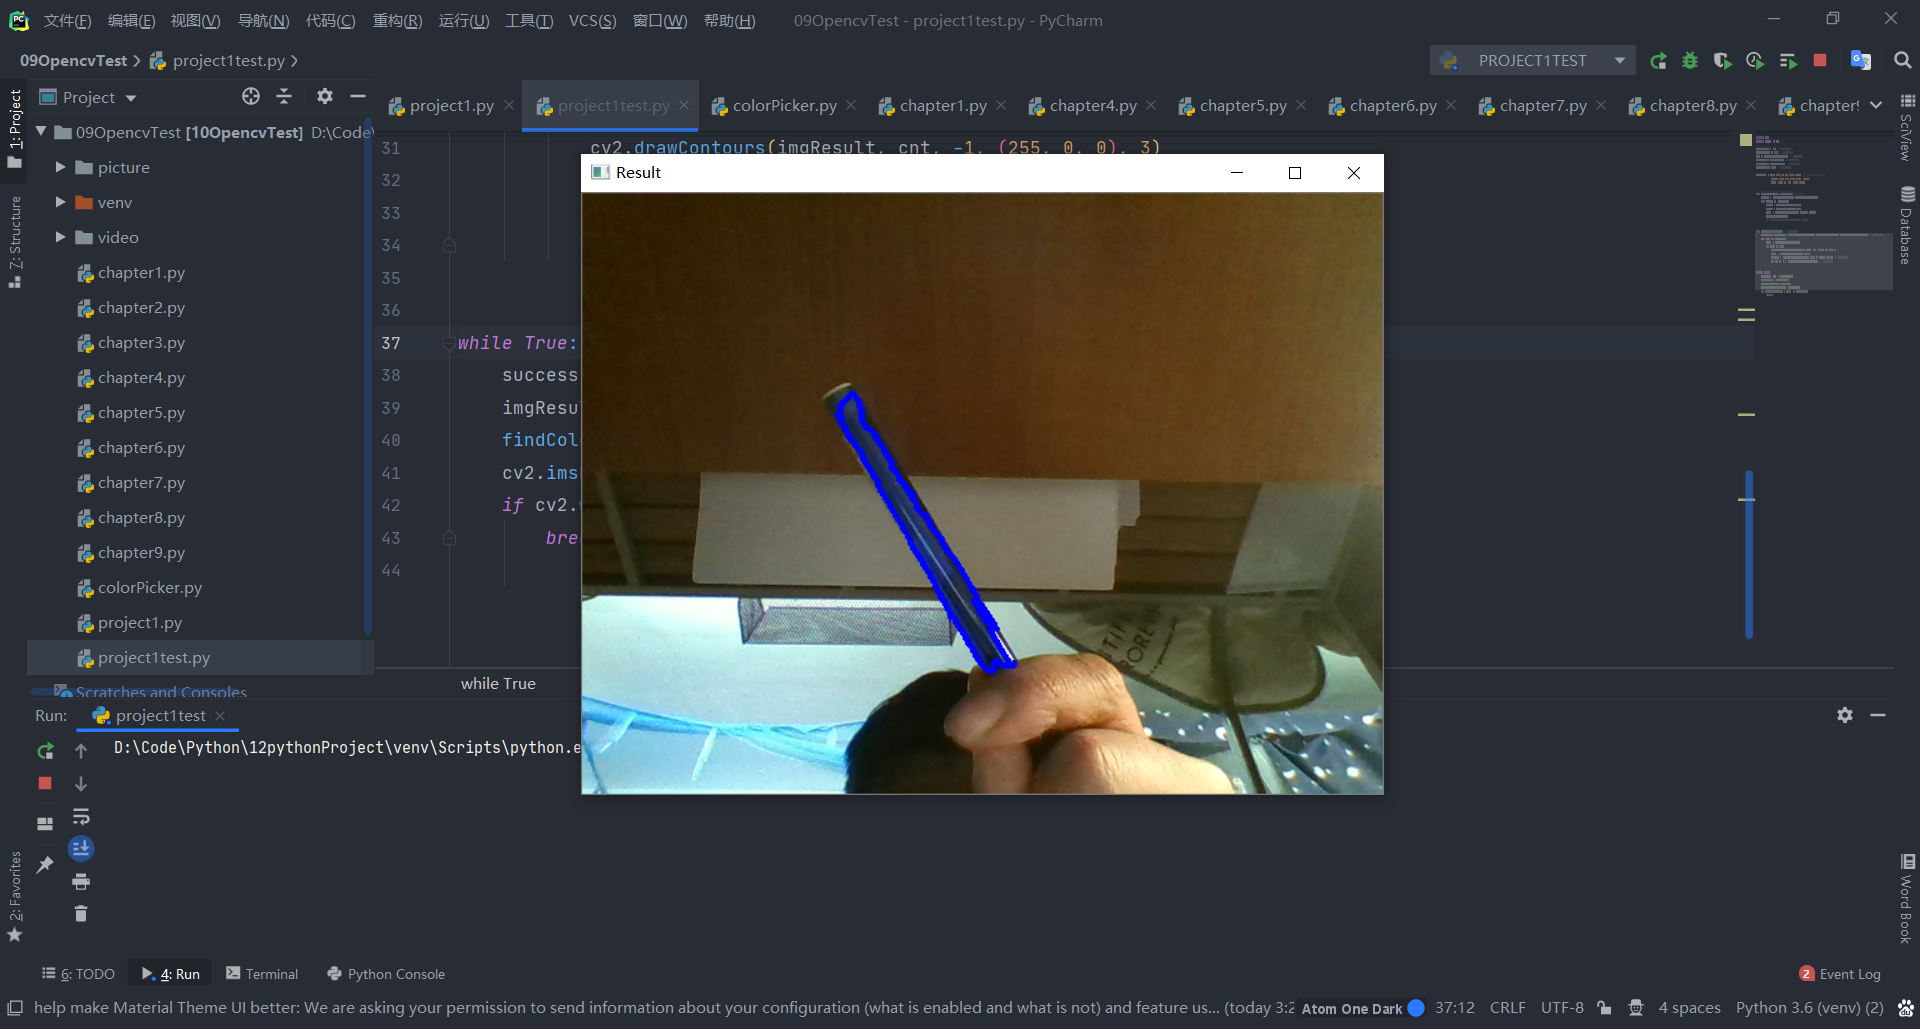 文件(F) 编辑(E) 视图(V) 导航(N) 代码(C) 重构(R) 运行(U) 工具(T) VCS(S) 窗口(W) 帮助(H) 09OpencvTest - project1test.py - PyCharm
09OpencvTest project1test.py PROJECT1TEST
Project
project1.py project1test.py colorPicker.py chapter1.py chapter4.py chapter5.py chapter6.py chapter7.py chapter8.py
1: Project
7: Structure
2: Favorites
SciView
Database
Word Book
09OpencvTest [10OpencvTest] D:\Code\
picture
venv
video
chapter1.py
chapter2.py
chapter3.py
chapter4.py
chapter5.py
chapter6.py
chapter7.py
chapter8.py
chapter9.py
colorPicker.py
project1.py
project1test.py
Scratches and Consoles
31 cv2.drawContours(imgResult, cnt, -1, (255, 0, 0), 3)
32
33
34
35
36
37 while True:
38 success
39 imgResu
40 findCol
41 cv2.ims
42 if cv2.
43 brea
44
Result
while True
Run: project1test
D:\Code\Python\12pythonProject\venv\Scripts\python.e
6: TODO 4: Run Terminal Python Console 2 Event Log
help make Material Theme UI better: We are asking your permission to send information about your configuration (what is enabled and what is not) and feature us... (today 3:2 Atom One Dark 37:12 CRLF UTF-8 4 spaces Python 3.6 (venv) (2)